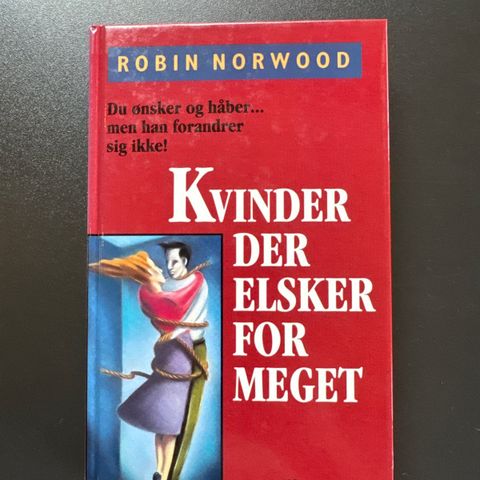 ROBIN NORWOOD
Du ønsker og håber...
men han forandrer
sig ikke!
KVINDER
DER
ELSKER
FOR
MEGET